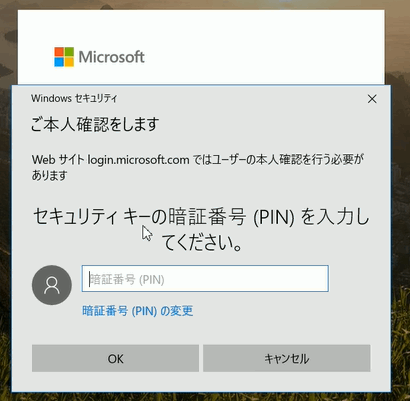 Microsoft
Windows セキュリティ
ご本人確認をします
Web サイト login.microsoft.com ではユーザーの本人確認を行う必要が
あります
セキュリティ キーの暗証番号 (PIN) を入力し
てください。
暗証番号 (PIN)
暗証番号 (PIN) の変更
OK
キャンセル